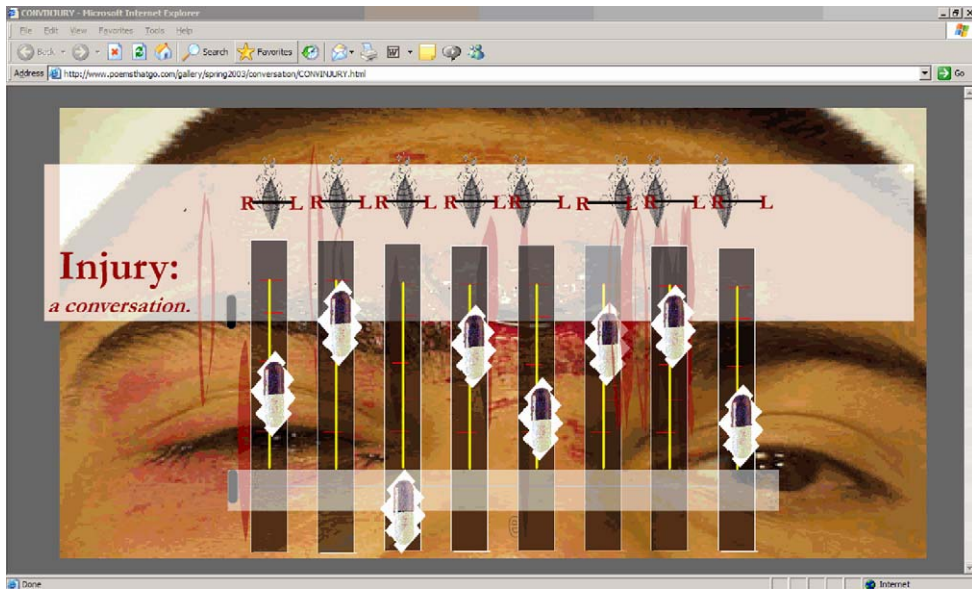 CONVINJURY - Microsoft Internet Explorer
File Edit View Favorites Tools Help
Back Search Favorites
Address http://www.poemsthatgo.com/gallery/spring2003/conversation/CONVINJURY.html Go
R L R L R L R L R L R L R L R L
Injury:
a conversation.
Done Internet